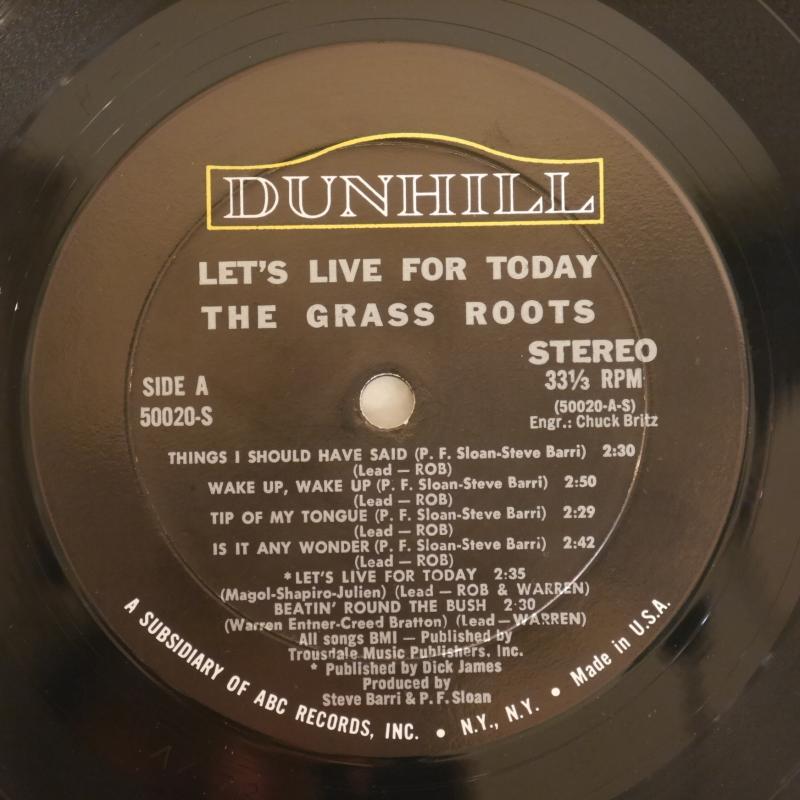 DUNHILL
LET'S LIVE FOR TODAY
THE GRASS ROOTS
STEREO
33⅓ RPM
SIDE A
50020-S
(50020-A-S)
Engr.: Chuck Britz
THINGS I SHOULD HAVE SAID (P. F. Sloan-Steve Barri) 2:30
(Lead — ROB)
WAKE UP, WAKE UP (P. F. Sloan-Steve Barri) 2:50
(Lead — ROB)
TIP OF MY TONGUE (P. F. Sloan-Steve Barri) 2:29
(Lead — ROB)
IS IT ANY WONDER (P. F. Sloan-Steve Barri) 2:42
(Lead — ROB)
*LET'S LIVE FOR TODAY 2:35
(Magol-Shapiro-Julien) (Lead — ROB & WARREN)
BEATIN' ROUND THE BUSH 2:30
(Warren Entner-Creed Bratton) (Lead — WARREN)
All songs BMI — Published by
Trousdale Music Publishers, Inc.
* Published by Dick James
Produced by
Steve Barri & P. F. Sloan
A SUBSIDIARY OF ABC RECORDS, INC. • N.Y., N.Y. • Made in U.S.A.